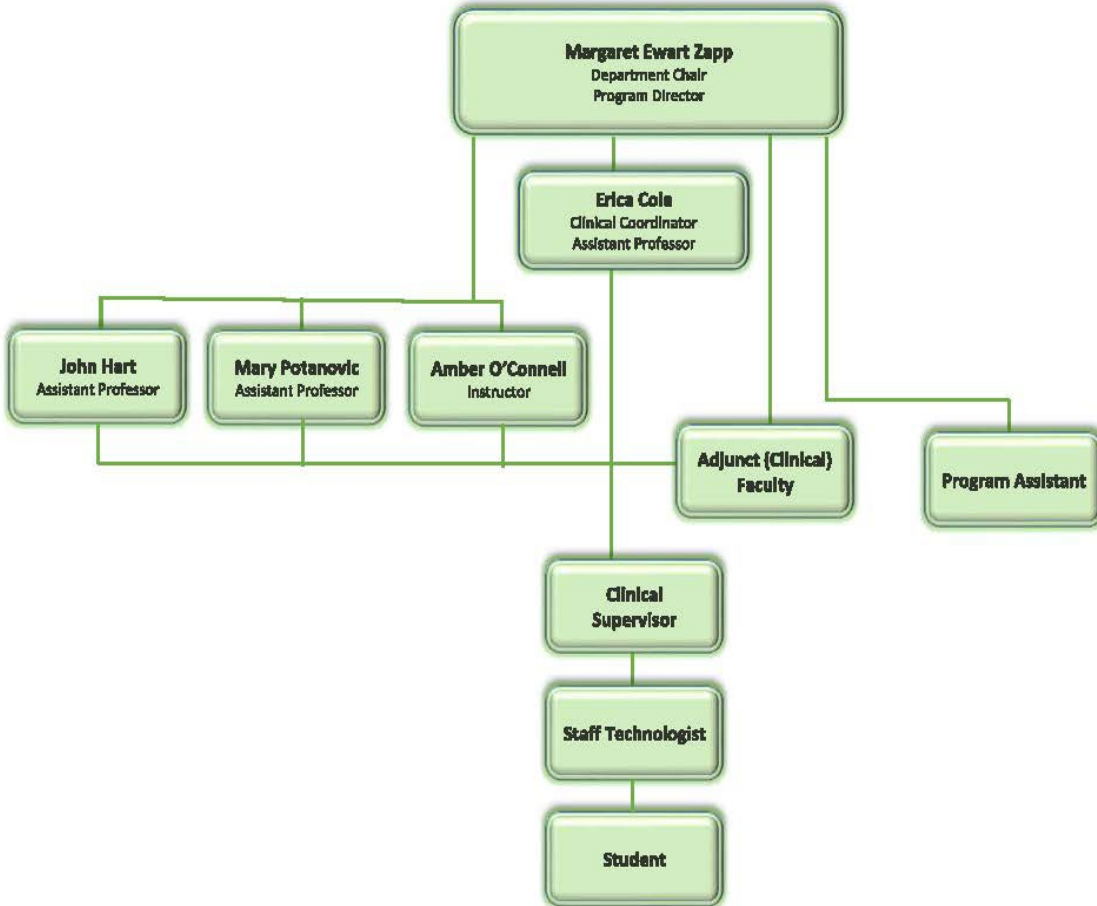 Margaret Ewart Zapp
Department Chair
Program Director
Erica Cole
Clinical Coordinator
Assistant Professor
John Hart
Assistant Professor
Mary Potanovic
Assistant Professor
Amber O'Connell
Instructor
Adjunct (Clinical)
Faculty
Program Assistant
Clinical
Supervisor
Staff Technologist
Student